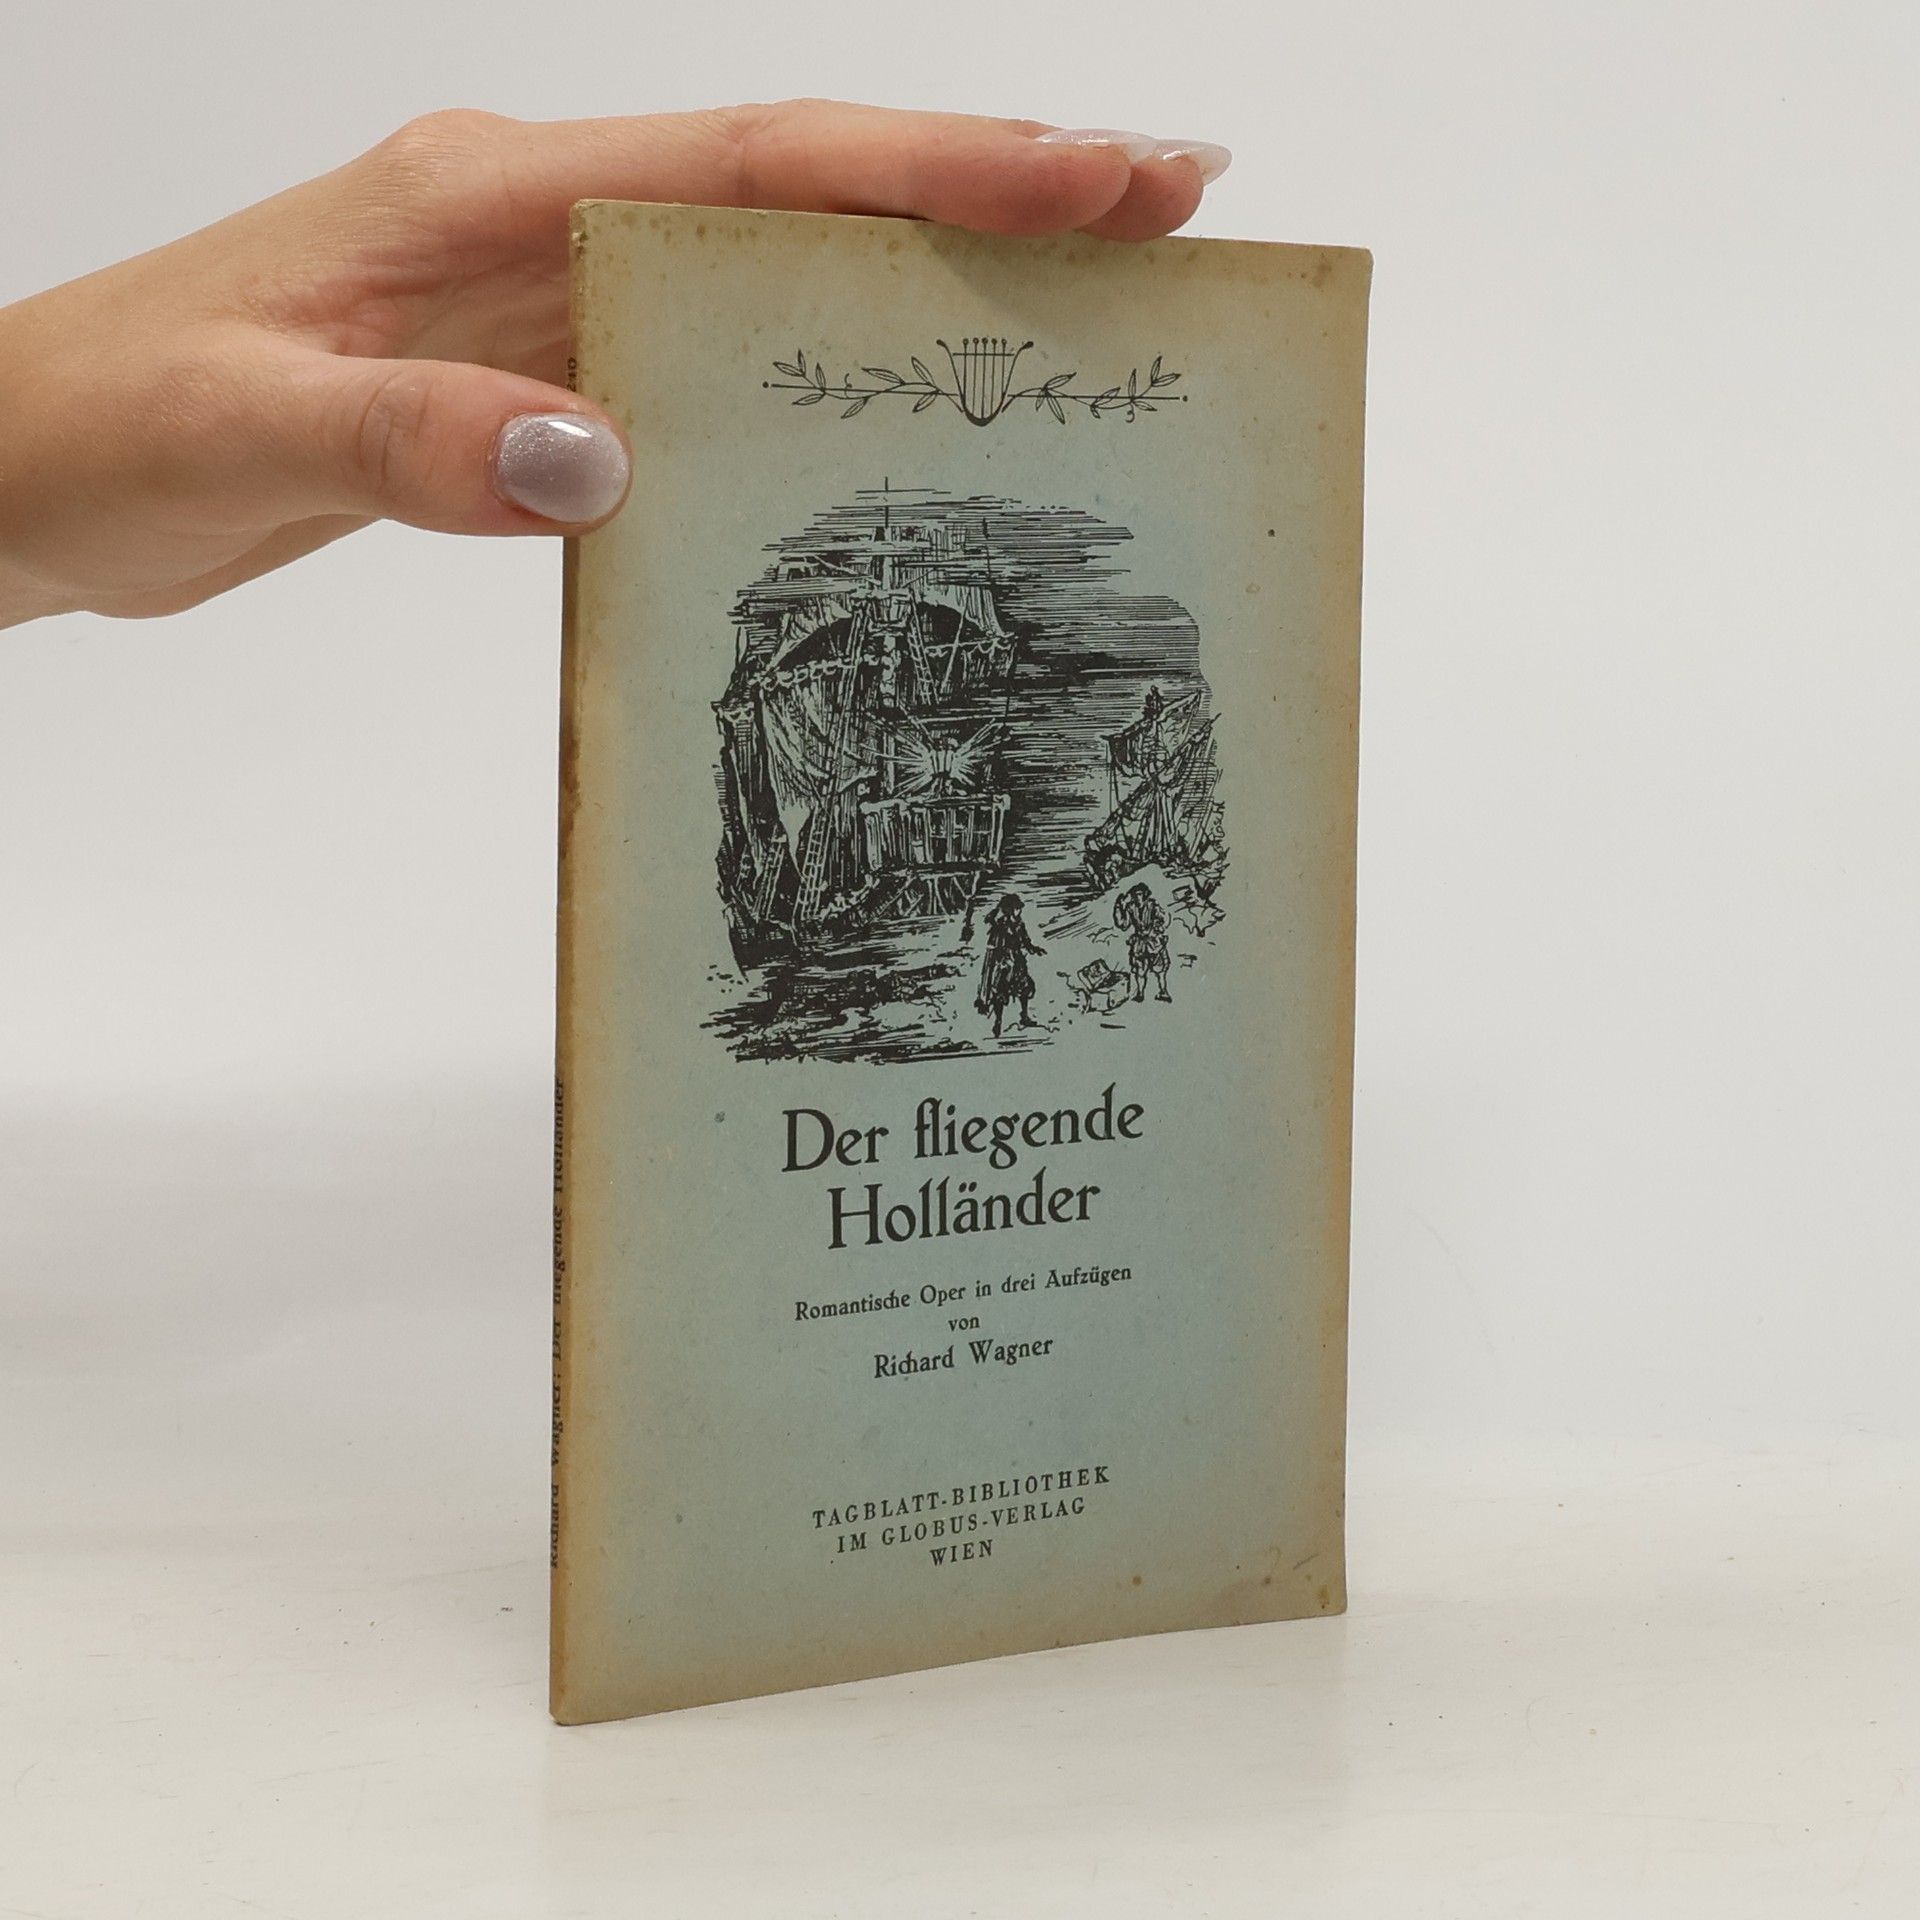 Der fliegende
Holländer
Romantische Oper in drei Aufzügen
von
Richard Wagner
TAGBLATT-BIBLIOTHEK
IM GLOBUS-VERLAG
WIEN
Richard Wagner: Der fliegende Holländer